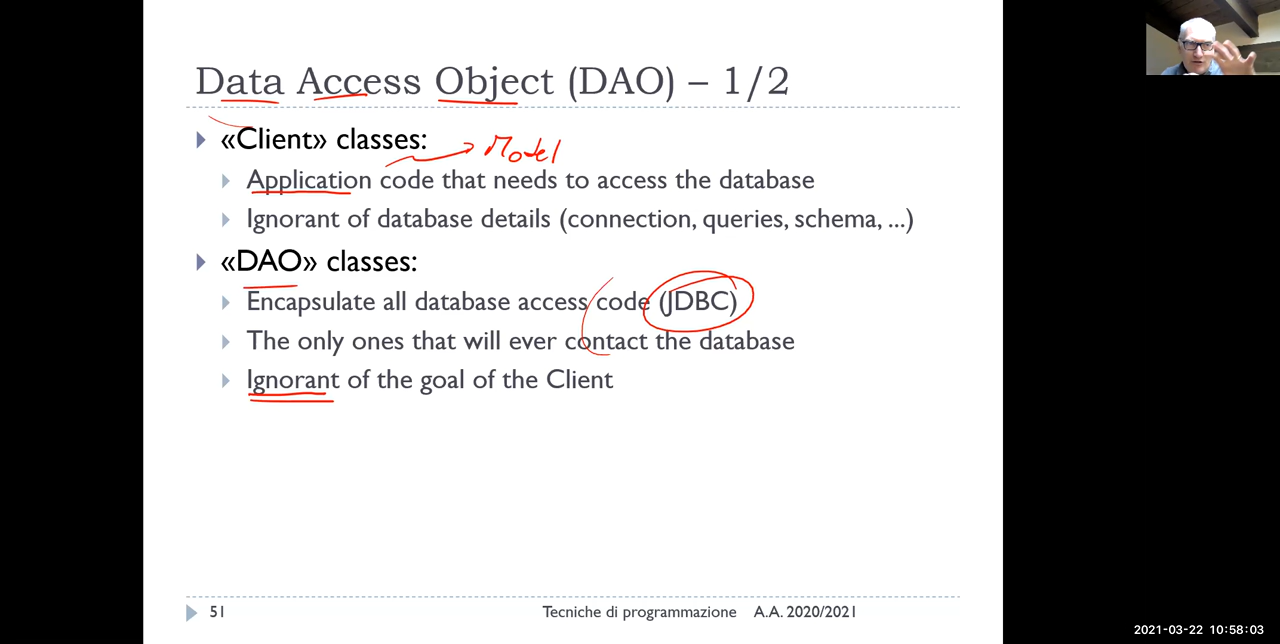 Data Access Object (DAO) – 1/2
«Client» classes:
Model
Application code that needs to access the database
Ignorant of database details (connection, queries, schema, ...)
«DAO» classes:
Encapsulate all database access code (JDBC)
The only ones that will ever contact the database
Ignorant of the goal of the Client
51
Tecniche di programmazione A.A. 2020/2021
2021-03-22 10:58:03